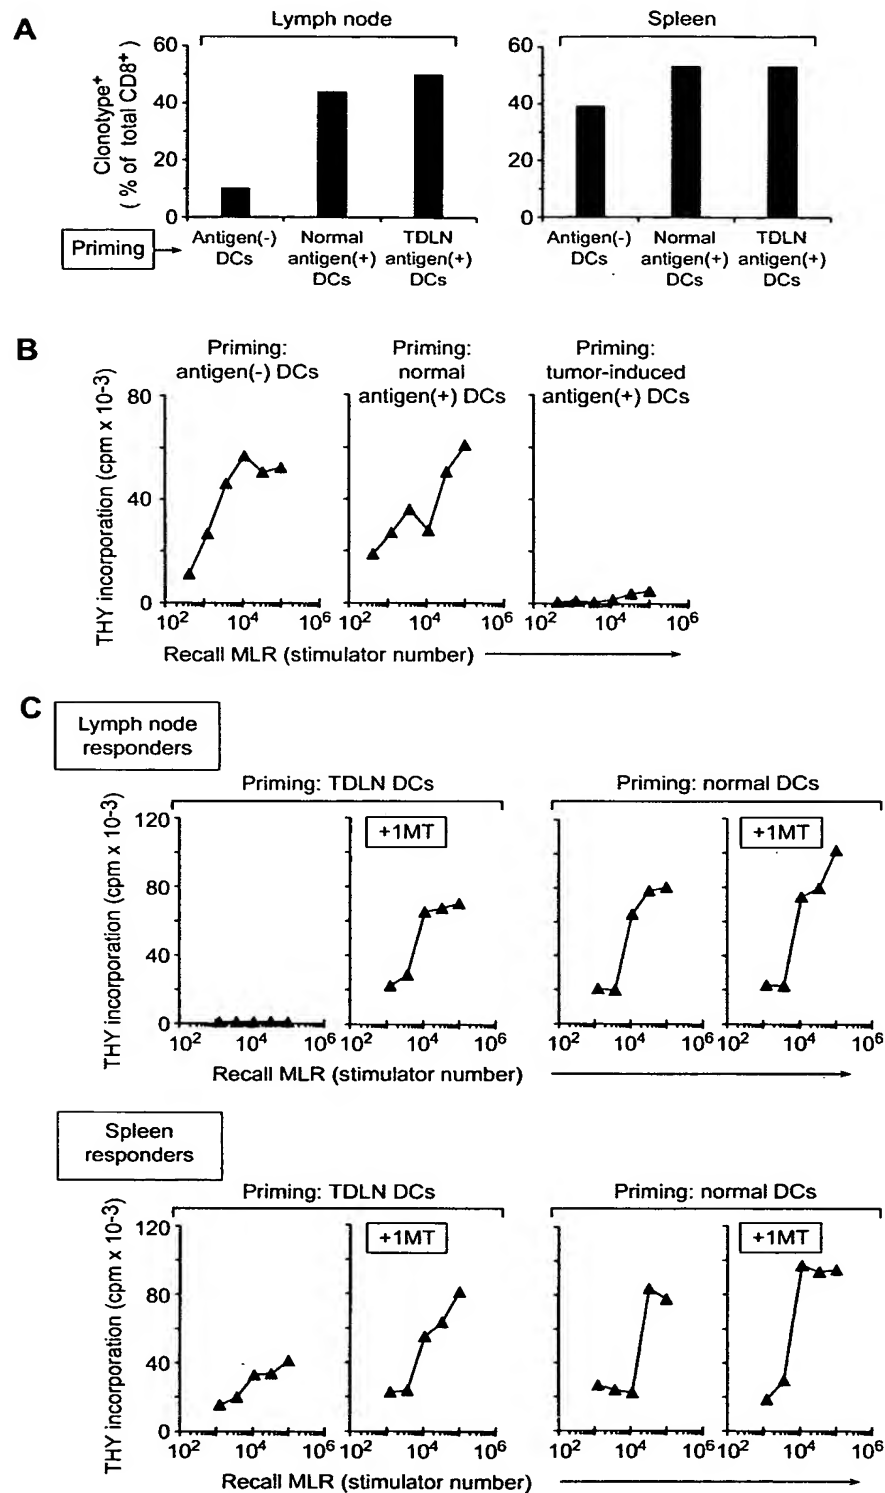 A
Lymph node
Spleen
Clonotype+
( % of total CD8+)
60
40
20
0
60
40
20
0
Priming
Antigen(-)
DCs
Normal
antigen(+)
DCs
TDLN
antigen(+)
DCs
Antigen(-)
DCs
Normal
antigen(+)
DCs
TDLN
antigen(+)
DCs
B
Priming:
antigen(-) DCs
Priming:
normal
antigen(+) DCs
Priming:
tumor-induced
antigen(+) DCs
THY incorporation (cpm x 10-3)
80
40
0
10² 10⁴ 10⁶
10² 10⁴ 10⁶
10² 10⁴ 10⁶
Recall MLR (stimulator number)
C
Lymph node
responders
Priming: TDLN DCs
Priming: normal DCs
+1MT
+1MT
THY incorporation (cpm x 10-3)
120
80
40
0
10² 10⁴ 10⁶
10² 10⁴ 10⁶
10² 10⁴ 10⁶
10² 10⁴ 10⁶
Recall MLR (stimulator number)
Spleen
responders
Priming: TDLN DCs
Priming: normal DCs
+1MT
+1MT
THY incorporation (cpm x 10-3)
120
80
40
0
10² 10⁴ 10⁶
10² 10⁴ 10⁶
10² 10⁴ 10⁶
10² 10⁴ 10⁶
Recall MLR (stimulator number)